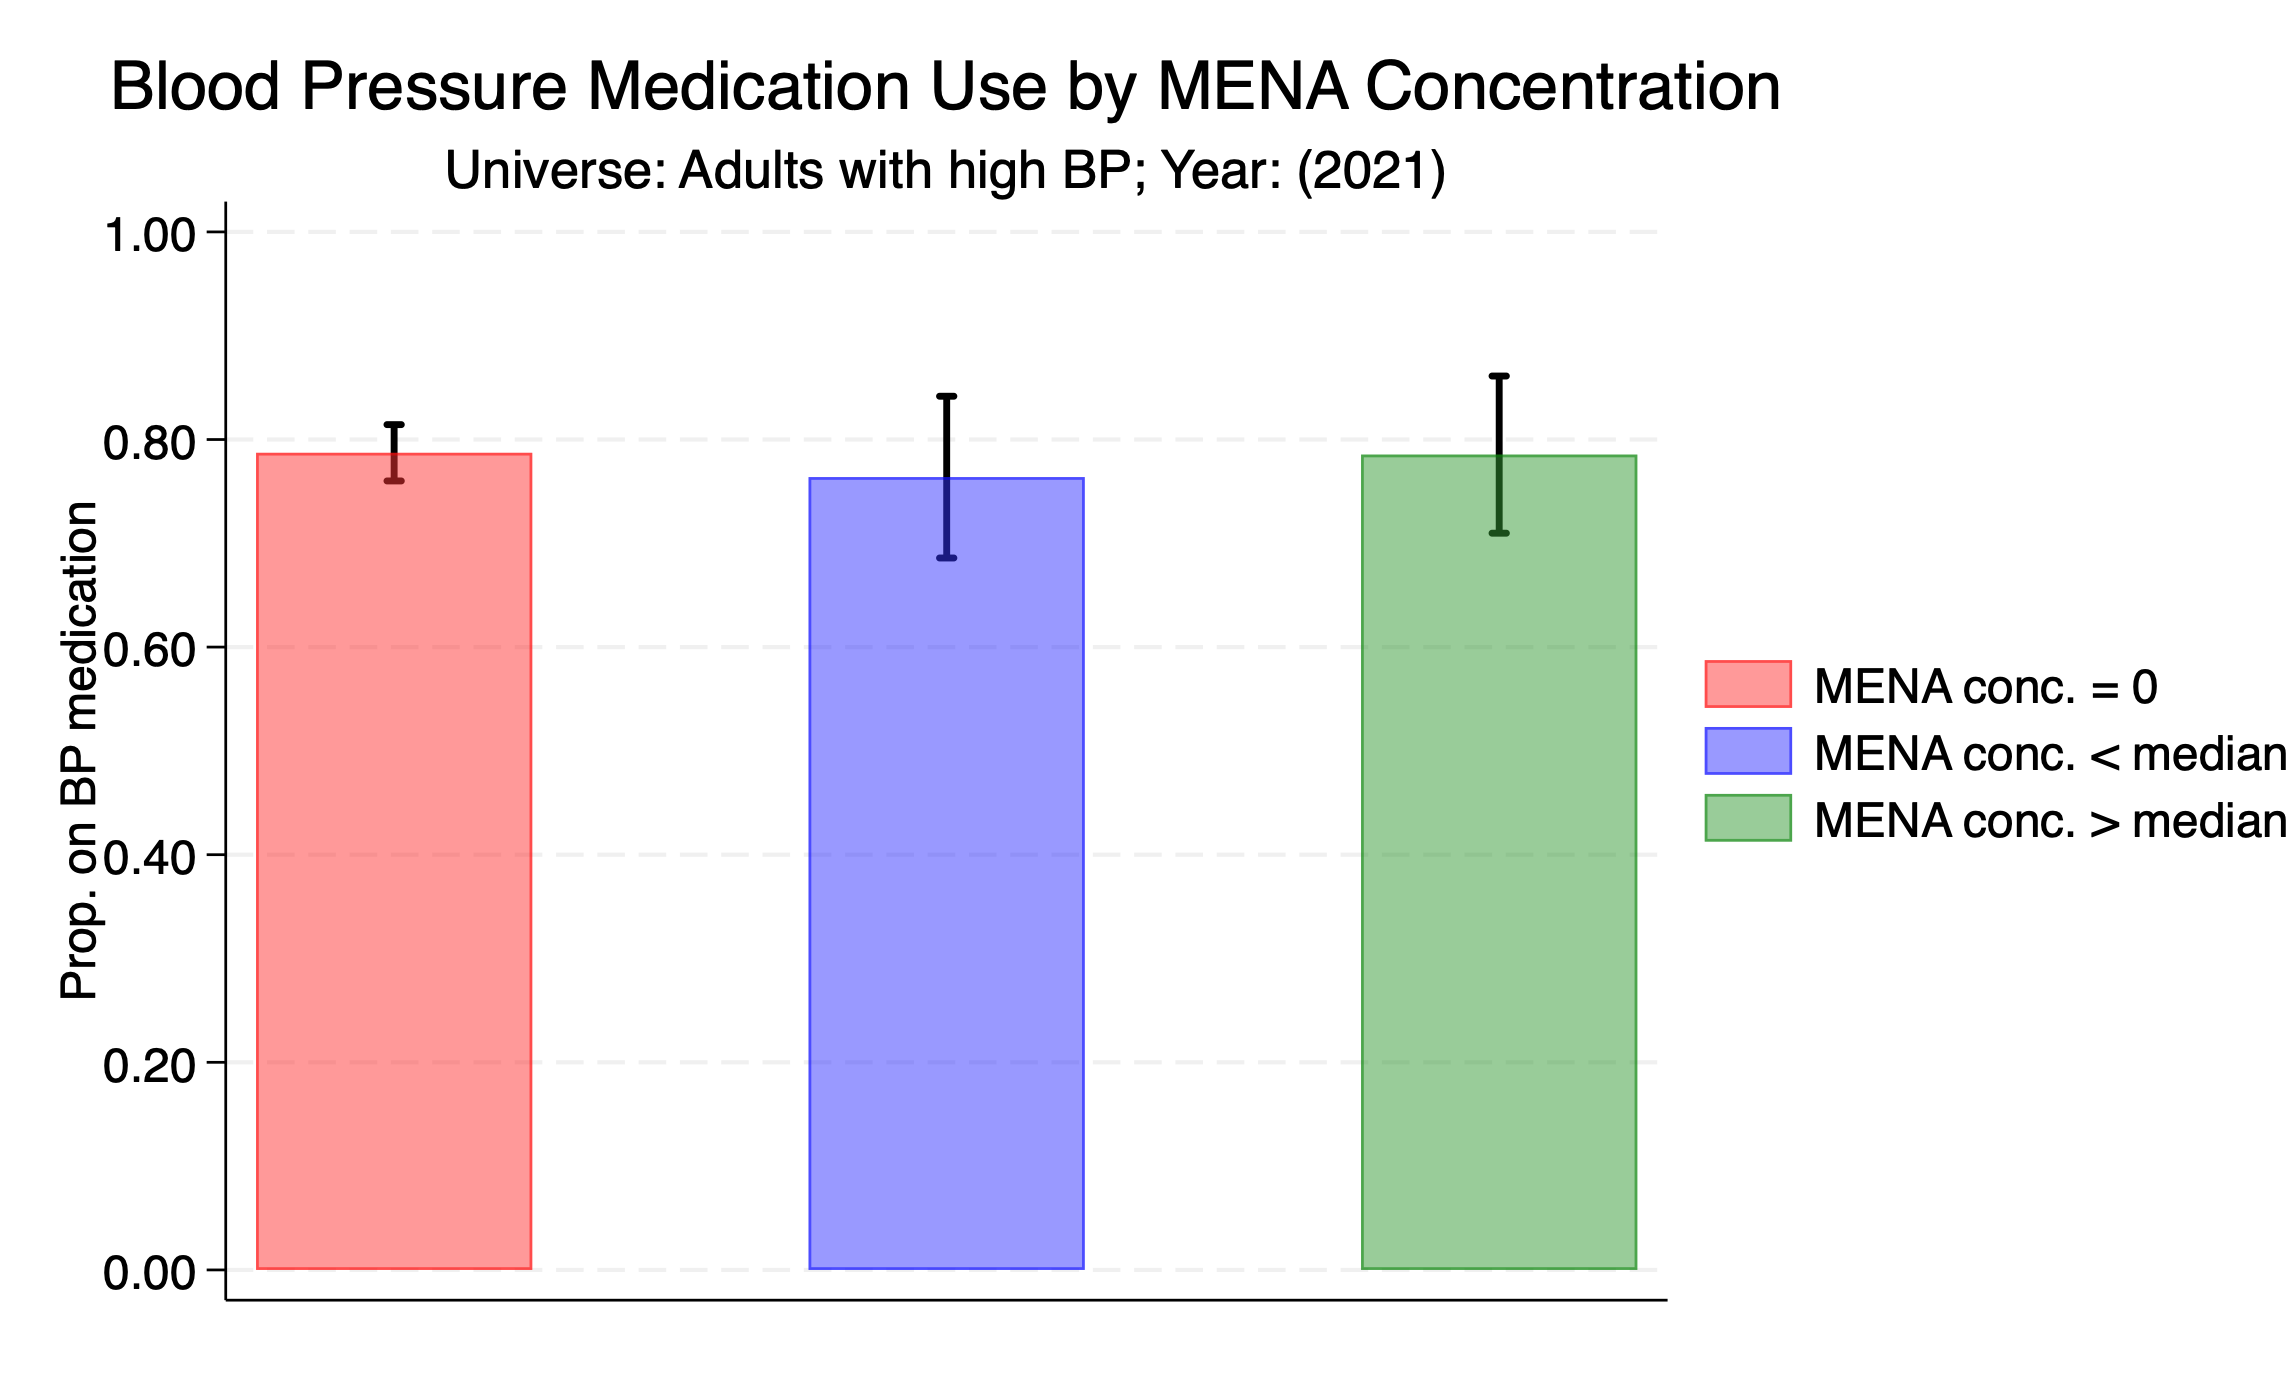 Blood Pressure Medication Use by MENA Concentration
Universe: Adults with high BP; Year: (2021)
Prop. on BP medication
1.00
0.80
0.60
0.40
0.20
0.00
MENA conc. = 0
MENA conc. < median
MENA conc. > median